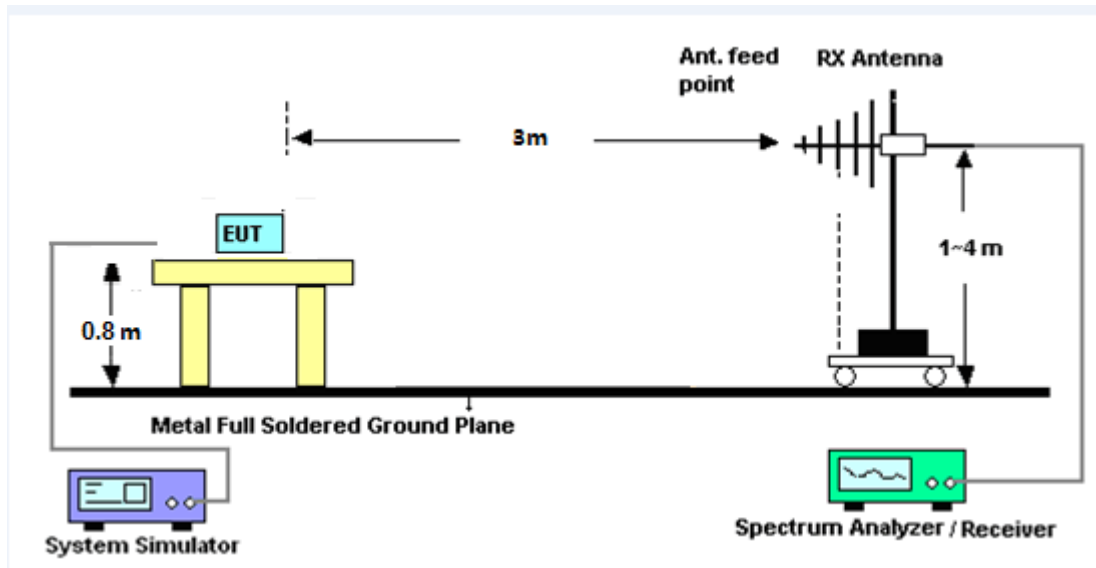 Ant. feed
point
RX Antenna
3m
EUT
1~4 m
0.8 m
Metal Full Soldered Ground Plane
System Simulator
Spectrum Analyzer / Receiver